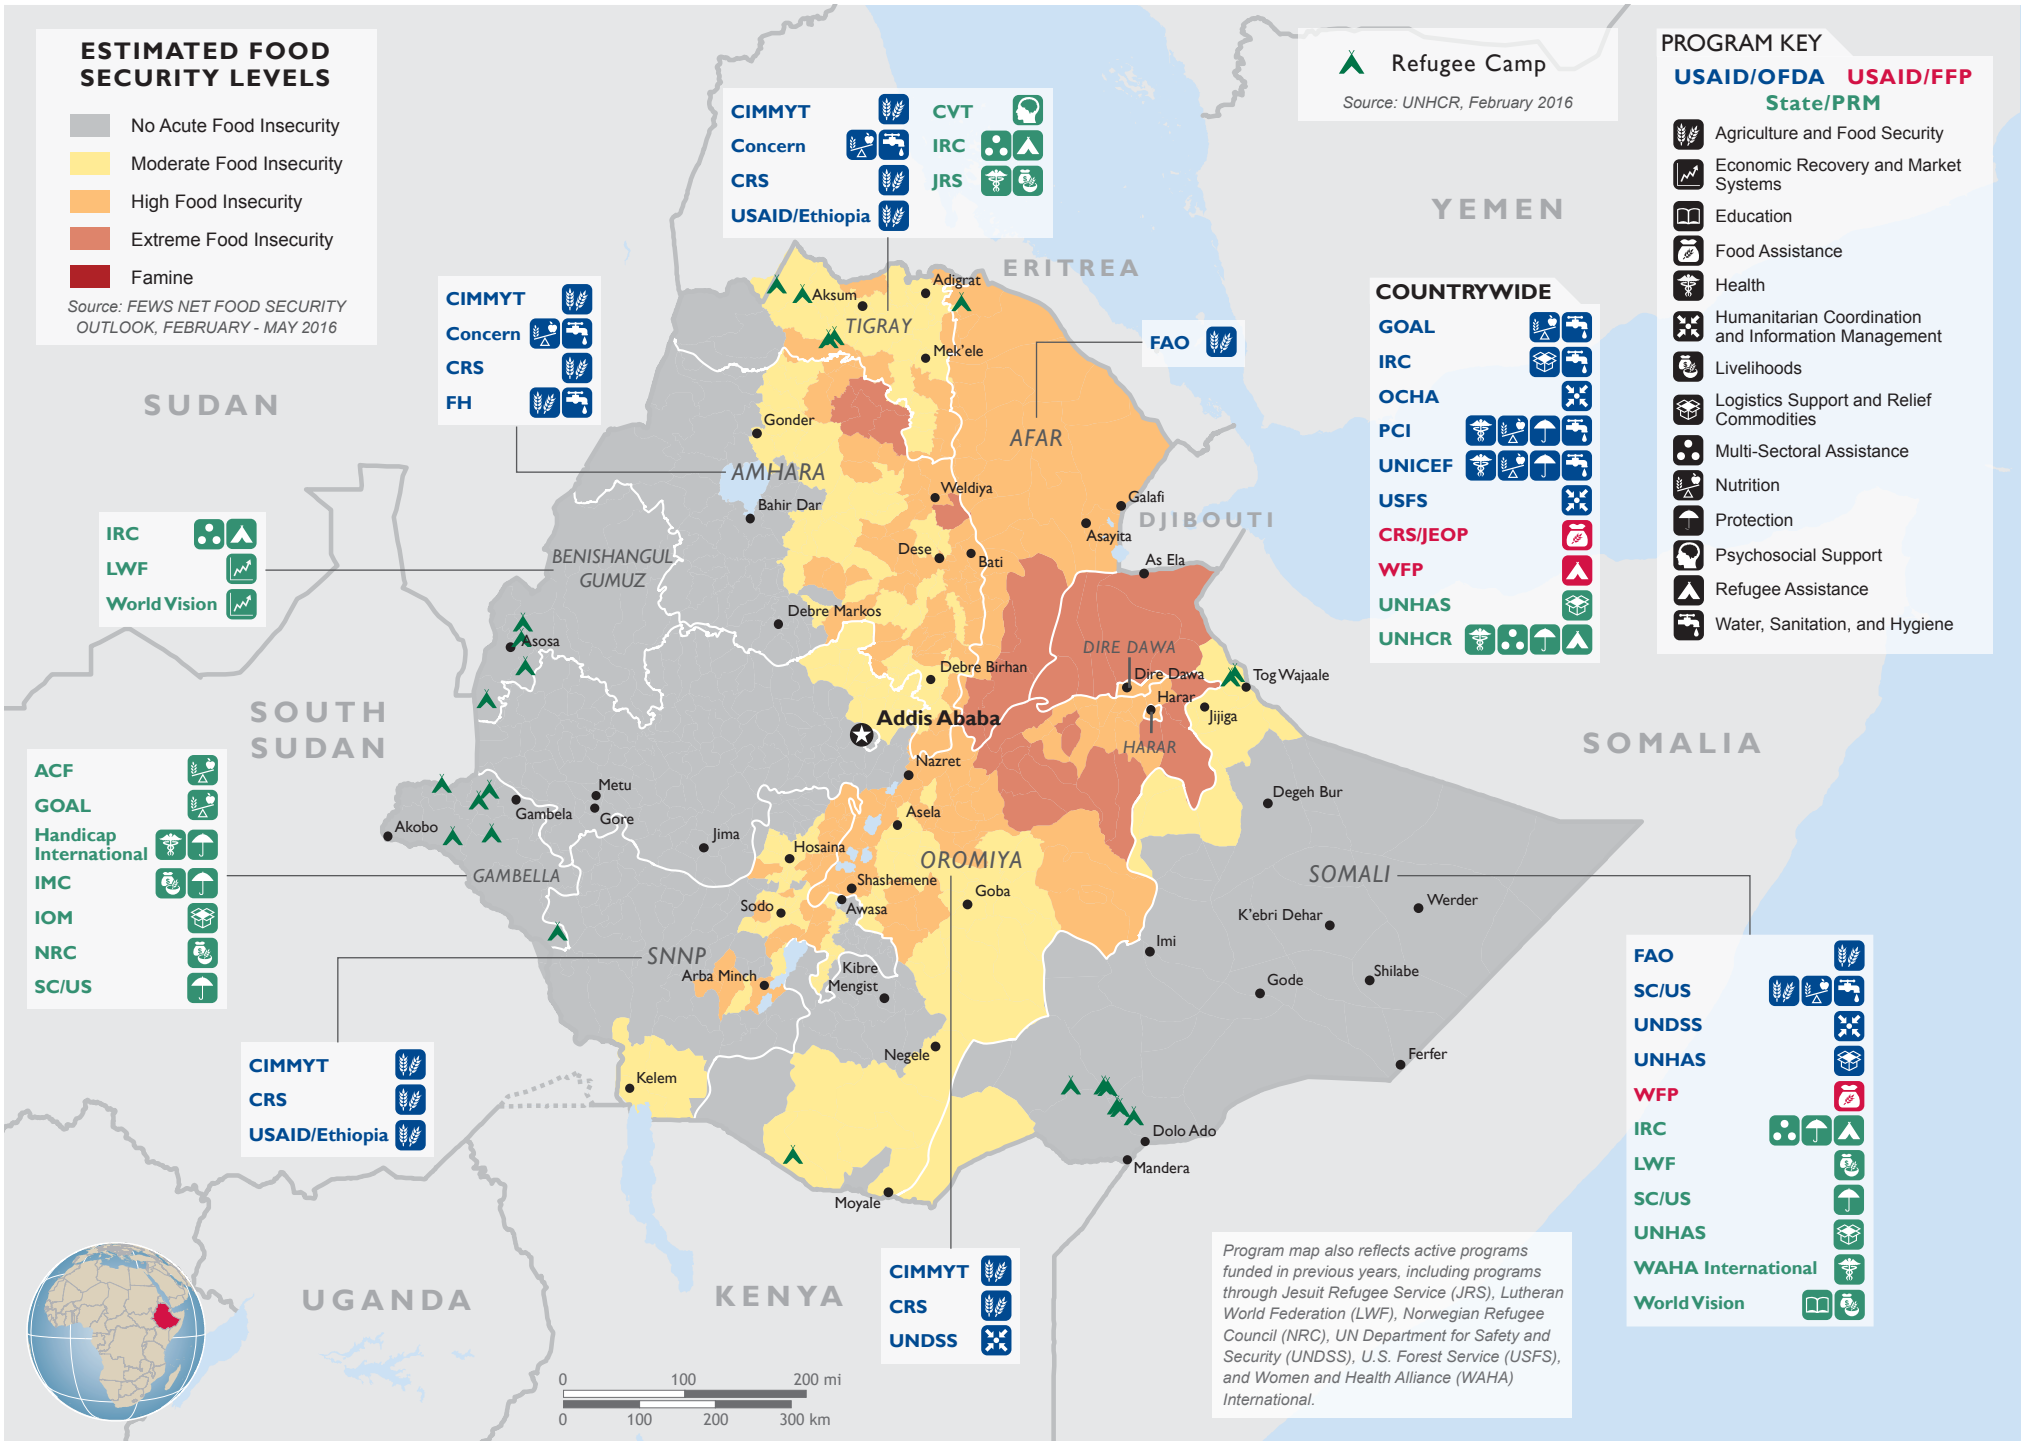 ESTIMATED FOOD
SECURITY LEVELS
No Acute Food Insecurity
Moderate Food Insecurity
High Food Insecurity
Extreme Food Insecurity
Famine
Source: FEWS NET FOOD SECURITY
OUTLOOK, FEBRUARY - MAY 2016
CIMMYT
Concern
CRS
USAID/Ethiopia
CVT
IRC
JRS
Refugee Camp
Source: UNHCR, February 2016
PROGRAM KEY
USAID/OFDA USAID/FFP
State/PRM
Agriculture and Food Security
Economic Recovery and Market
Systems
Education
Food Assistance
Health
Humanitarian Coordination
and Information Management
Livelihoods
Logistics Support and Relief
Commodities
Multi-Sectoral Assistance
Nutrition
Protection
Psychosocial Support
Refugee Assistance
Water, Sanitation, and Hygiene
COUNTRYWIDE
GOAL
IRC
OCHA
PCI
UNICEF
USFS
CRS/JEOP
WFP
UNHAS
UNHCR
CIMMYT
Concern
CRS
FH
FAO
IRC
LWF
World Vision
ACF
GOAL
Handicap
International
IMC
IOM
NRC
SC/US
CIMMYT
CRS
USAID/Ethiopia
CIMMYT
CRS
UNDSS
FAO
SC/US
UNDSS
UNHAS
WFP
IRC
LWF
SC/US
UNHAS
WAHA International
World Vision
YEMEN
ERITREA
SUDAN
DJIBOUTI
SOUTH
SUDAN
SOMALIA
UGANDA
KENYA
TIGRAY
AFAR
AMHARA
BENISHANGUL
GUMUZ
DIRE DAWA
HARAR
OROMIYA
SOMALI
GAMBELLA
SNNP
Adigrat
Aksum
Mek'ele
Gonder
Weldiya
Galafi
Bahir Dar
Asayita
Dese
Bati
As Ela
Debre Markos
Asosa
Debre Birhan
Dire Dawa
Tog Wajaale
Harar
Jijiga
Addis Ababa
Nazret
Metu
Gore
Gambela
Akobo
Jima
Asela
Degeh Bur
Hosaina
Shashemene
Goba
Sodo
Awasa
Werder
K'ebri Dehar
Imi
Arba Minch
Kibre
Mengist
Gode
Shilabe
Negele
Ferfer
Kelem
Dolo Ado
Mandera
Moyale
Program map also reflects active programs
funded in previous years, including programs
through Jesuit Refugee Service (JRS), Lutheran
World Federation (LWF), Norwegian Refugee
Council (NRC), UN Department for Safety and
Security (UNDSS), U.S. Forest Service (USFS),
and Women and Health Alliance (WAHA)
International.
0 100 200 mi
0 100 200 300 km